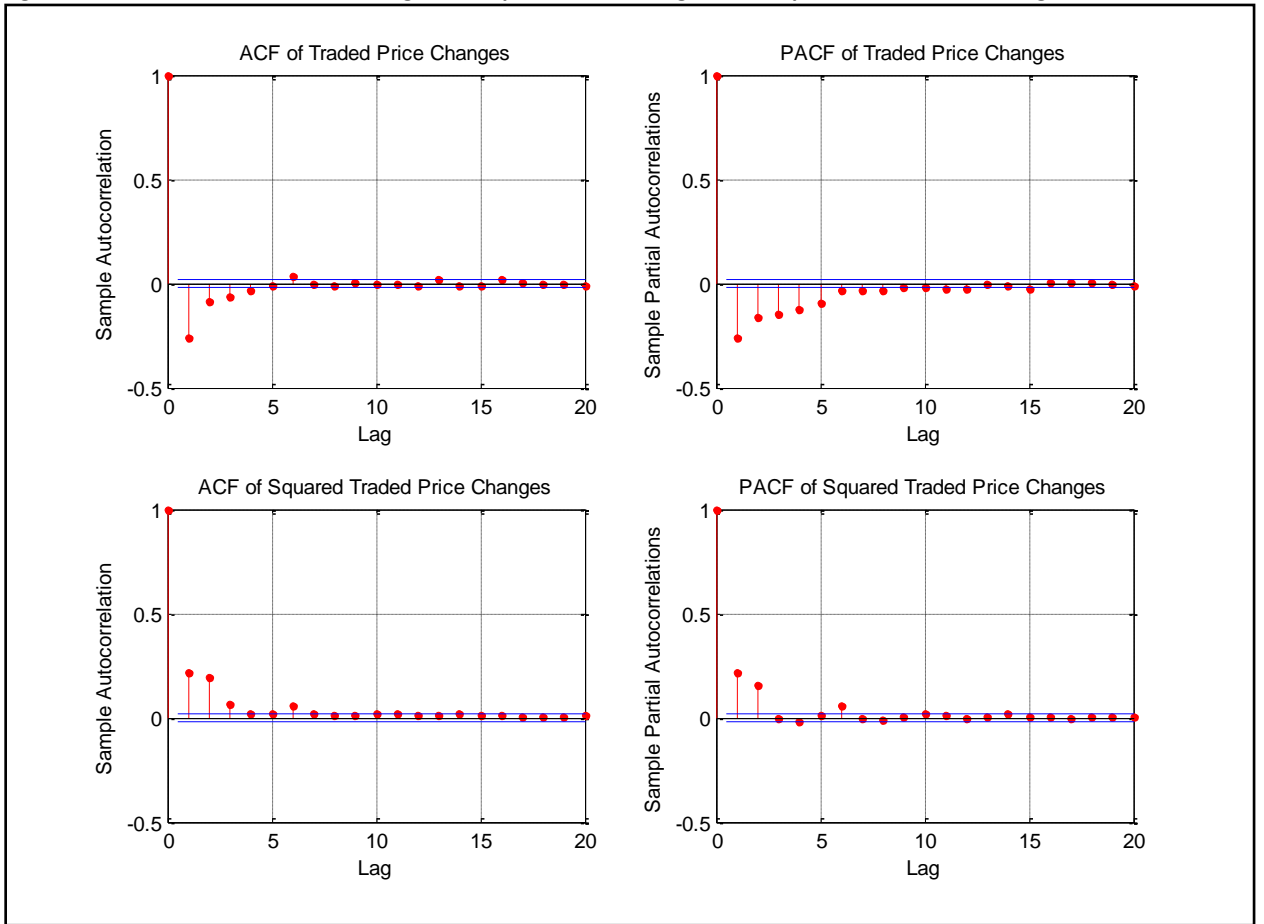 ACF of Traded Price Changes
1
0.5
0
-0.5
0 5 10 15 20
Sample Autocorrelation
Lag
PACF of Traded Price Changes
1
0.5
0
-0.5
0 5 10 15 20
Sample Partial Autocorrelations
Lag
ACF of Squared Traded Price Changes
1
0.5
0
-0.5
0 5 10 15 20
Sample Autocorrelation
Lag
PACF of Squared Traded Price Changes
1
0.5
0
-0.5
0 5 10 15 20
Sample Partial Autocorrelations
Lag